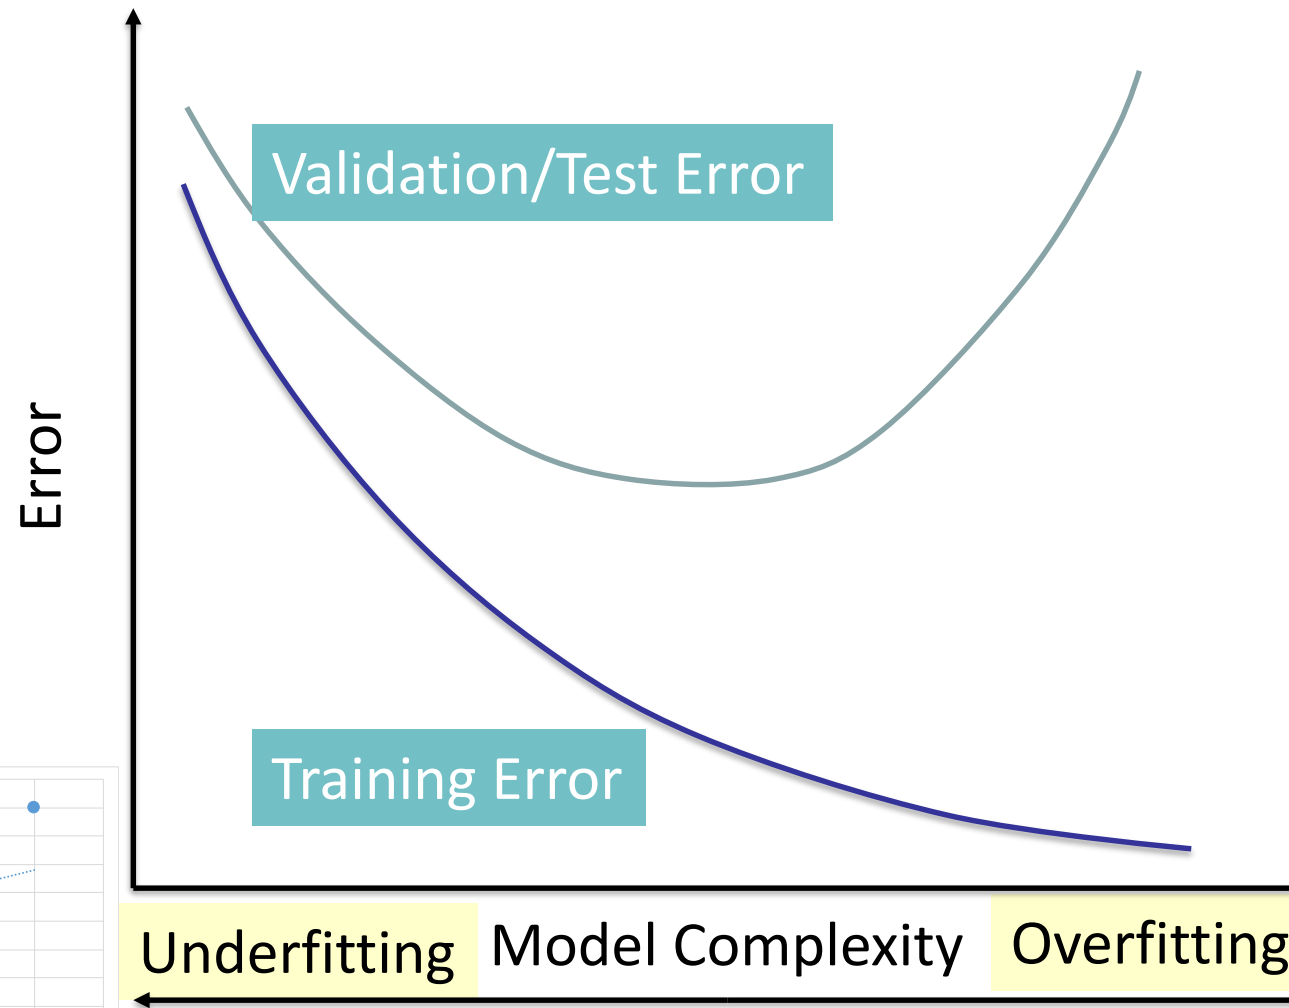 Validation/Test Error
Error
Training Error
Underfitting
Model Complexity
Overfitting